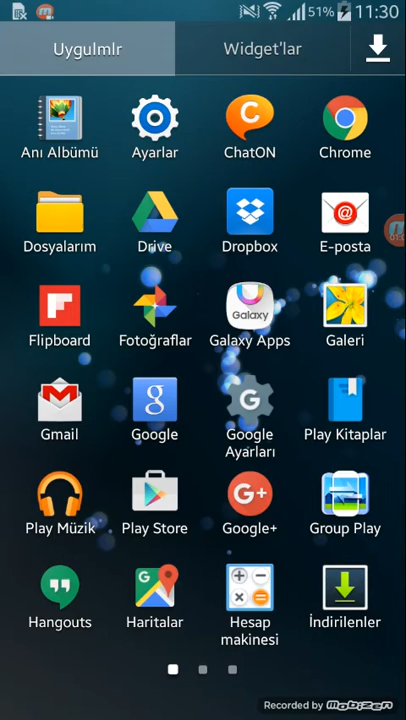 51% 11:30
Uygulmlr
Widget'lar
Anı Albümü
Ayarlar
ChatON
Chrome
Dosyalarım
Drive
Dropbox
E-posta
Flipboard
Fotoğraflar
Galaxy
Galaxy Apps
Galeri
Gmail
Google
Google
Ayarları
Play Kitaplar
Play Müzik
Play Store
Google+
Group Play
Hangouts
Haritalar
Hesap
makinesi
İndirilenler
Recorded by mobizen